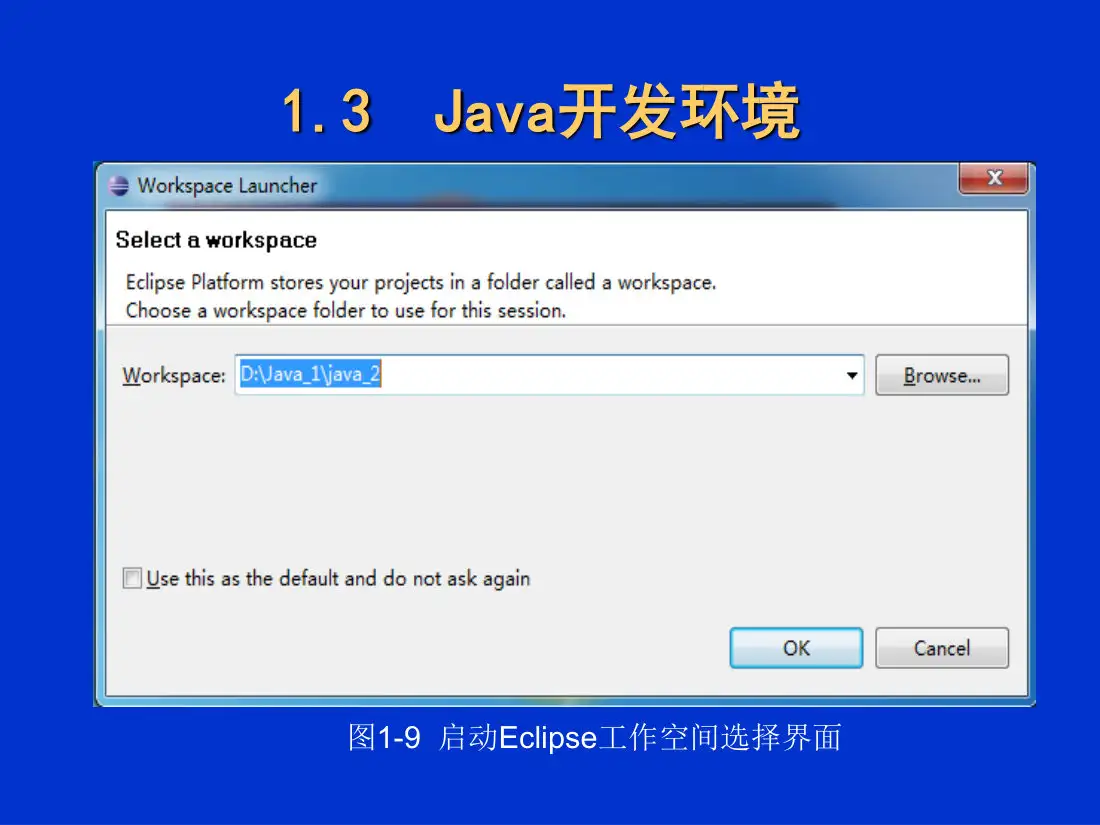 1.3 Java开发环境
Workspace Launcher
Select a workspace
Eclipse Platform stores your projects in a folder called a workspace.
Choose a workspace folder to use for this session.
Workspace: D:\Java_1\java_2 Browse...
Use this as the default and do not ask again
OK Cancel
图1-9 启动Eclipse工作空间选择界面